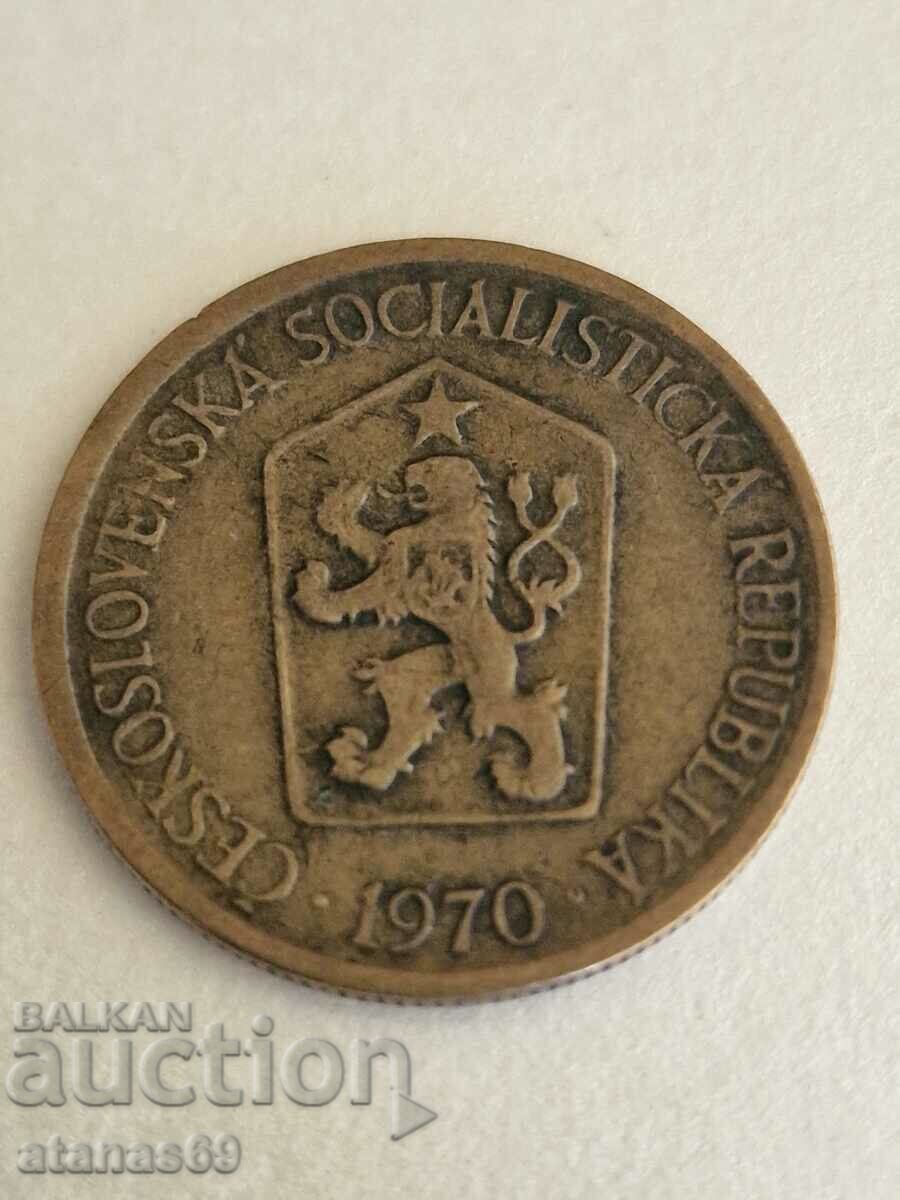 ČESKOSLOVENSKÁ SOCIALISTICKÁ REPUBLIKA
· 1970 ·
BALKAN
auction
atanas69